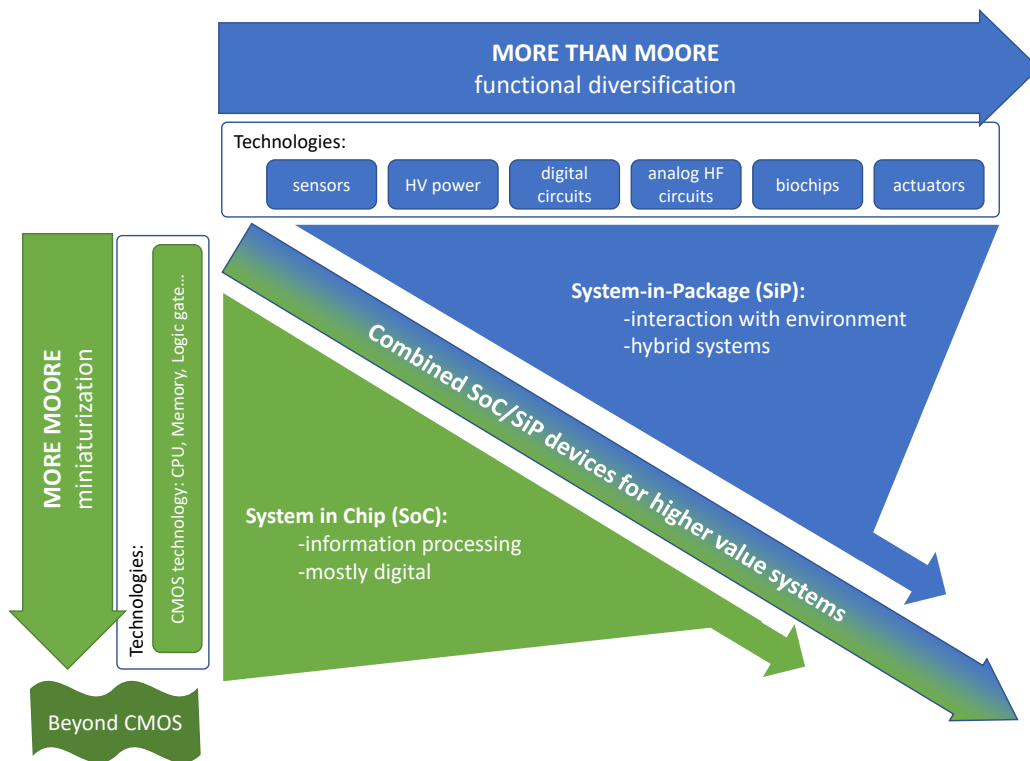 MORE THAN MOORE
functional diversification
Technologies:
sensors
HV power
digital
circuits
analog HF
circuits
biochips
actuators
MORE MOORE
miniaturization
Technologies:
CMOS technology: CPU, Memory, Logic gate...
System-in-Package (SiP):
-interaction with environment
-hybrid systems
Combined SoC/SiP devices for higher value systems
System in Chip (SoC):
-information processing
-mostly digital
Beyond CMOS